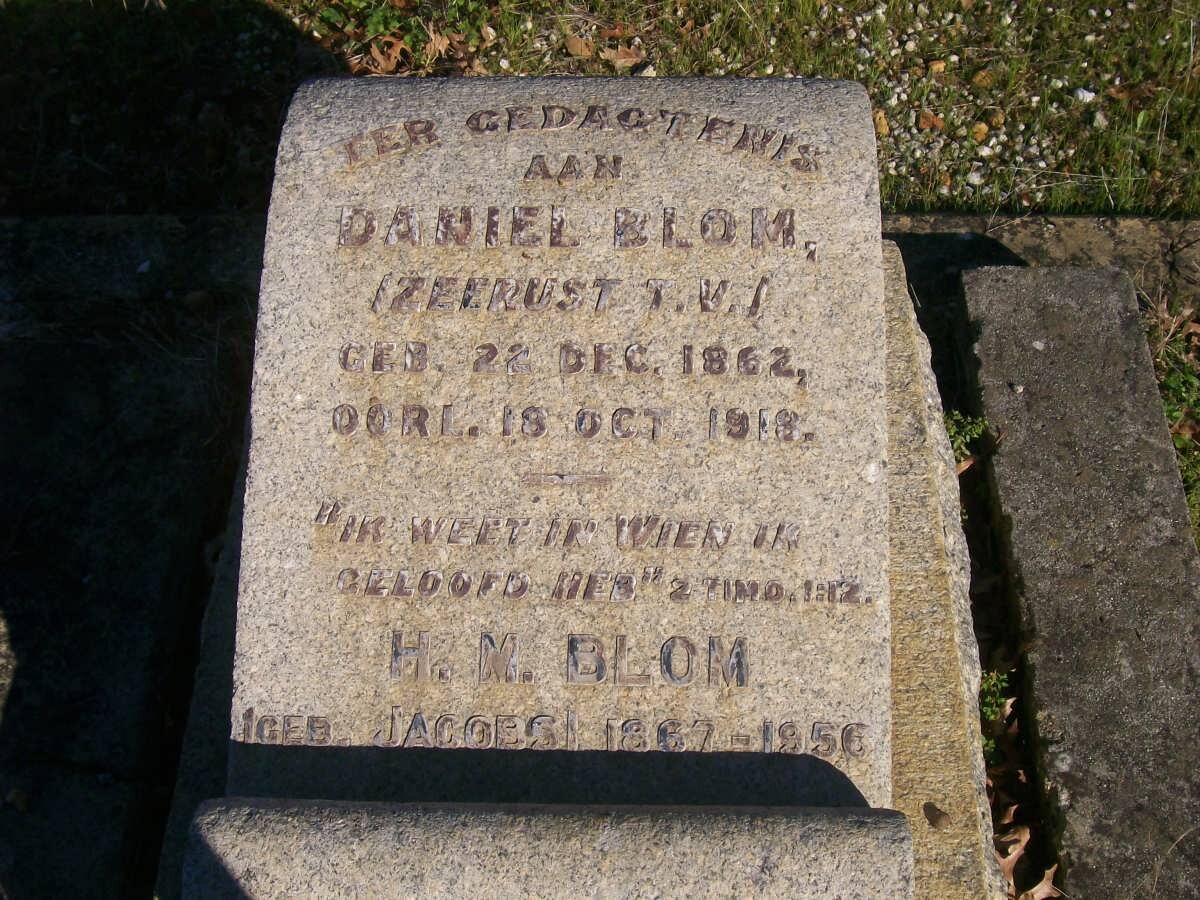 TER GEDACTENIS
AAN
DANIEL BLOM,
(ZEERUST T.V.)
GEB. 22 DEC. 1862,
OORL. 18 OCT. 1918.
"IK WEET IN WIEN IK
GELOOFD HEB" 2 TIMO. 1:12.
H. M. BLOM
(GEB. JACOBS) 1867 - 1956